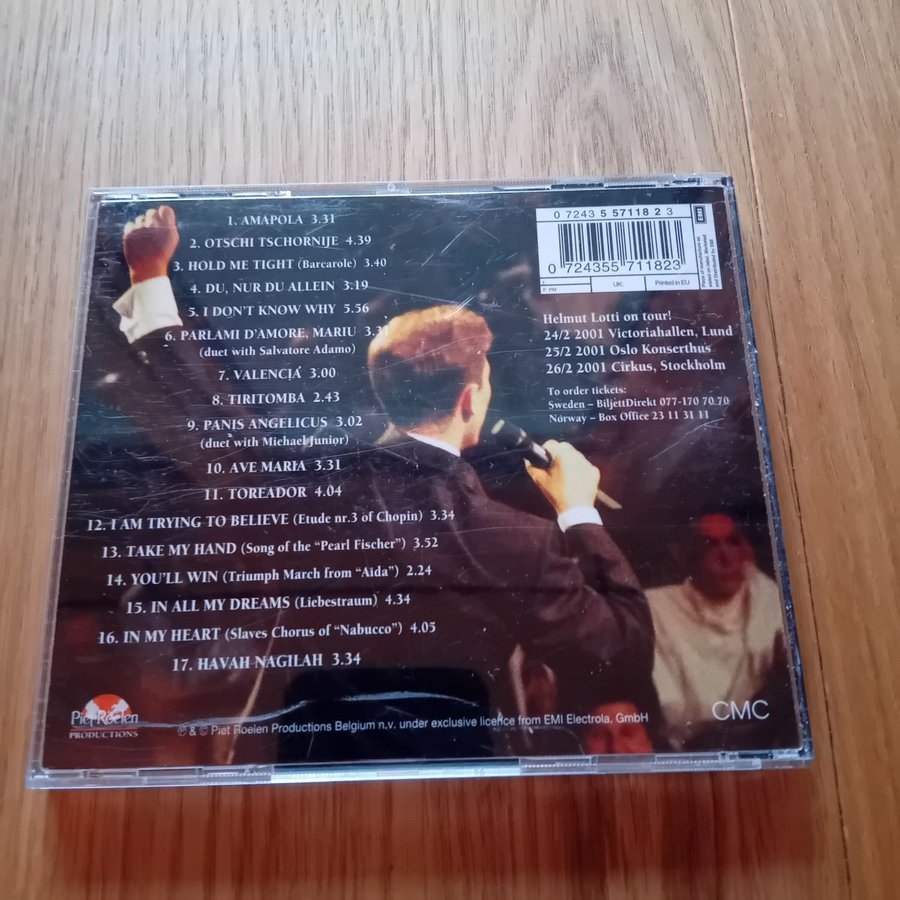 1. AMAPOLA 3.31
2. OTSCHI TSCHORNIJE 4.39
3. HOLD ME TIGHT (Barcarole) 3.40
4. DU, NUR DU ALLEIN 3.19
5. I DON'T KNOW WHY 5.56
6. PARLAMI D'AMORE, MARIU 3.31
(duet with Salvatore Adamo)
7. VALENCIA 3.00
8. TIRITOMBA 2.43
9. PANIS ANGELICUS 3.02
(duet with Michael Junior)
10. AVE MARIA 3.31
11. TOREADOR 4.04
12. I AM TRYING TO BELIEVE (Etude nr.3 of Chopin) 3.34
13. TAKE MY HAND (Song of the "Pearl Fischer") 3.52
14. YOU'LL WIN (Triumph March from "Aïda") 2.24
15. IN ALL MY DREAMS (Liebestraum) 4.34
16. IN MY HEART (Slaves Chorus of "Nabucco") 4.05
17. HAVAH NAGILAH 3.34
0 7243 5 57118 2 3
0 724355 711823
UK:
Printed in EU
EMI
Helmut Lotti on tour!
24/2 2001 Victoriahallen, Lund
25/2 2001 Oslo Konserthus
26/2 2001 Cirkus, Stockholm
To order tickets:
Sweden – BiljettDirekt 077-170 70.70
Norway – Box Office 23 11 31 11
Piet Roelen
PRODUCTIONS
℗ & © Piet Roelen Productions Belgium n.v. under exclusive licence from EMI Electrola, GmbH
CMC